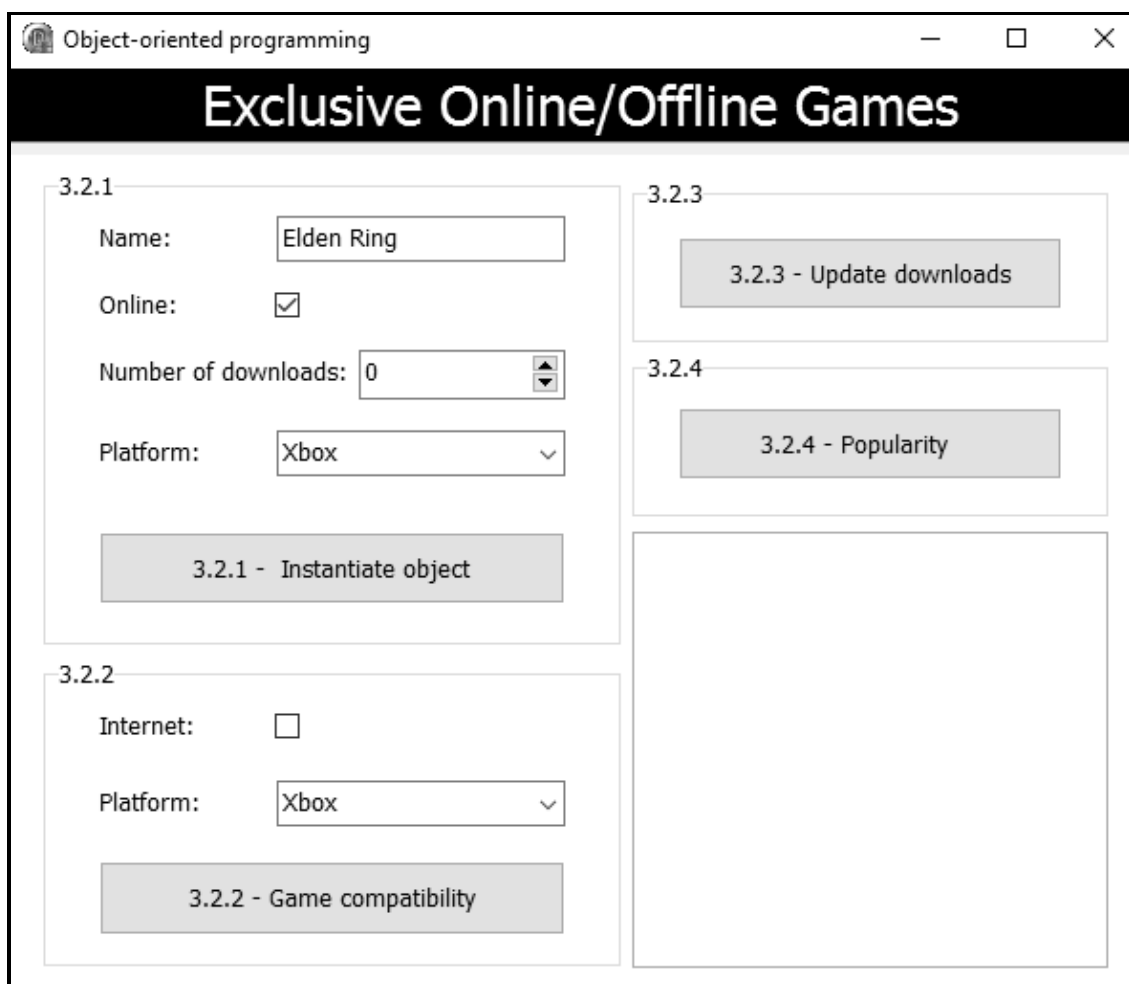 Object-oriented programming
Exclusive Online/Offline Games
3.2.1
Name: Elden Ring
Online:
Number of downloads: 0
Platform: Xbox
3.2.1 - Instantiate object
3.2.2
Internet:
Platform: Xbox
3.2.2 - Game compatibility
3.2.3
3.2.3 - Update downloads
3.2.4
3.2.4 - Popularity